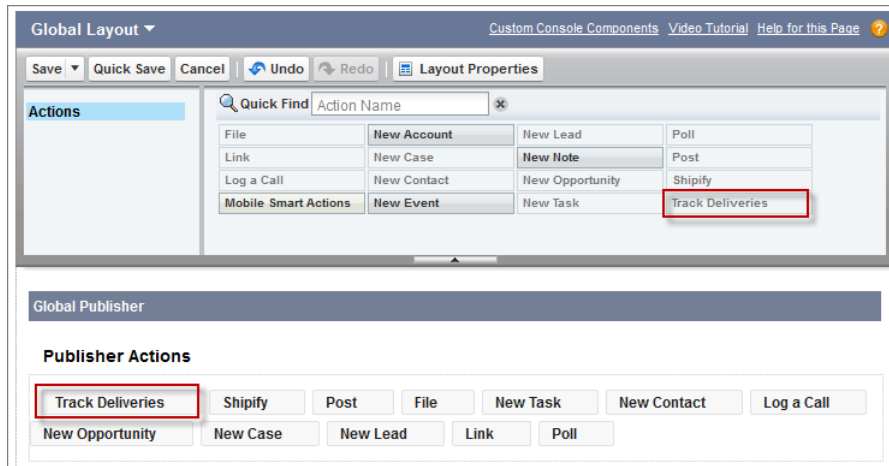 Global Layout Custom Console Components Video Tutorial Help for this Page ?
Save Quick Save Cancel Undo Redo Layout Properties
Quick Find Action Name
Actions
File New Account New Lead Poll
Link New Case New Note Post
Log a Call New Contact New Opportunity Shipify
Mobile Smart Actions New Event New Task Track Deliveries
Global Publisher
Publisher Actions
Track Deliveries Shipify Post File New Task New Contact Log a Call
New Opportunity New Case New Lead Link Poll